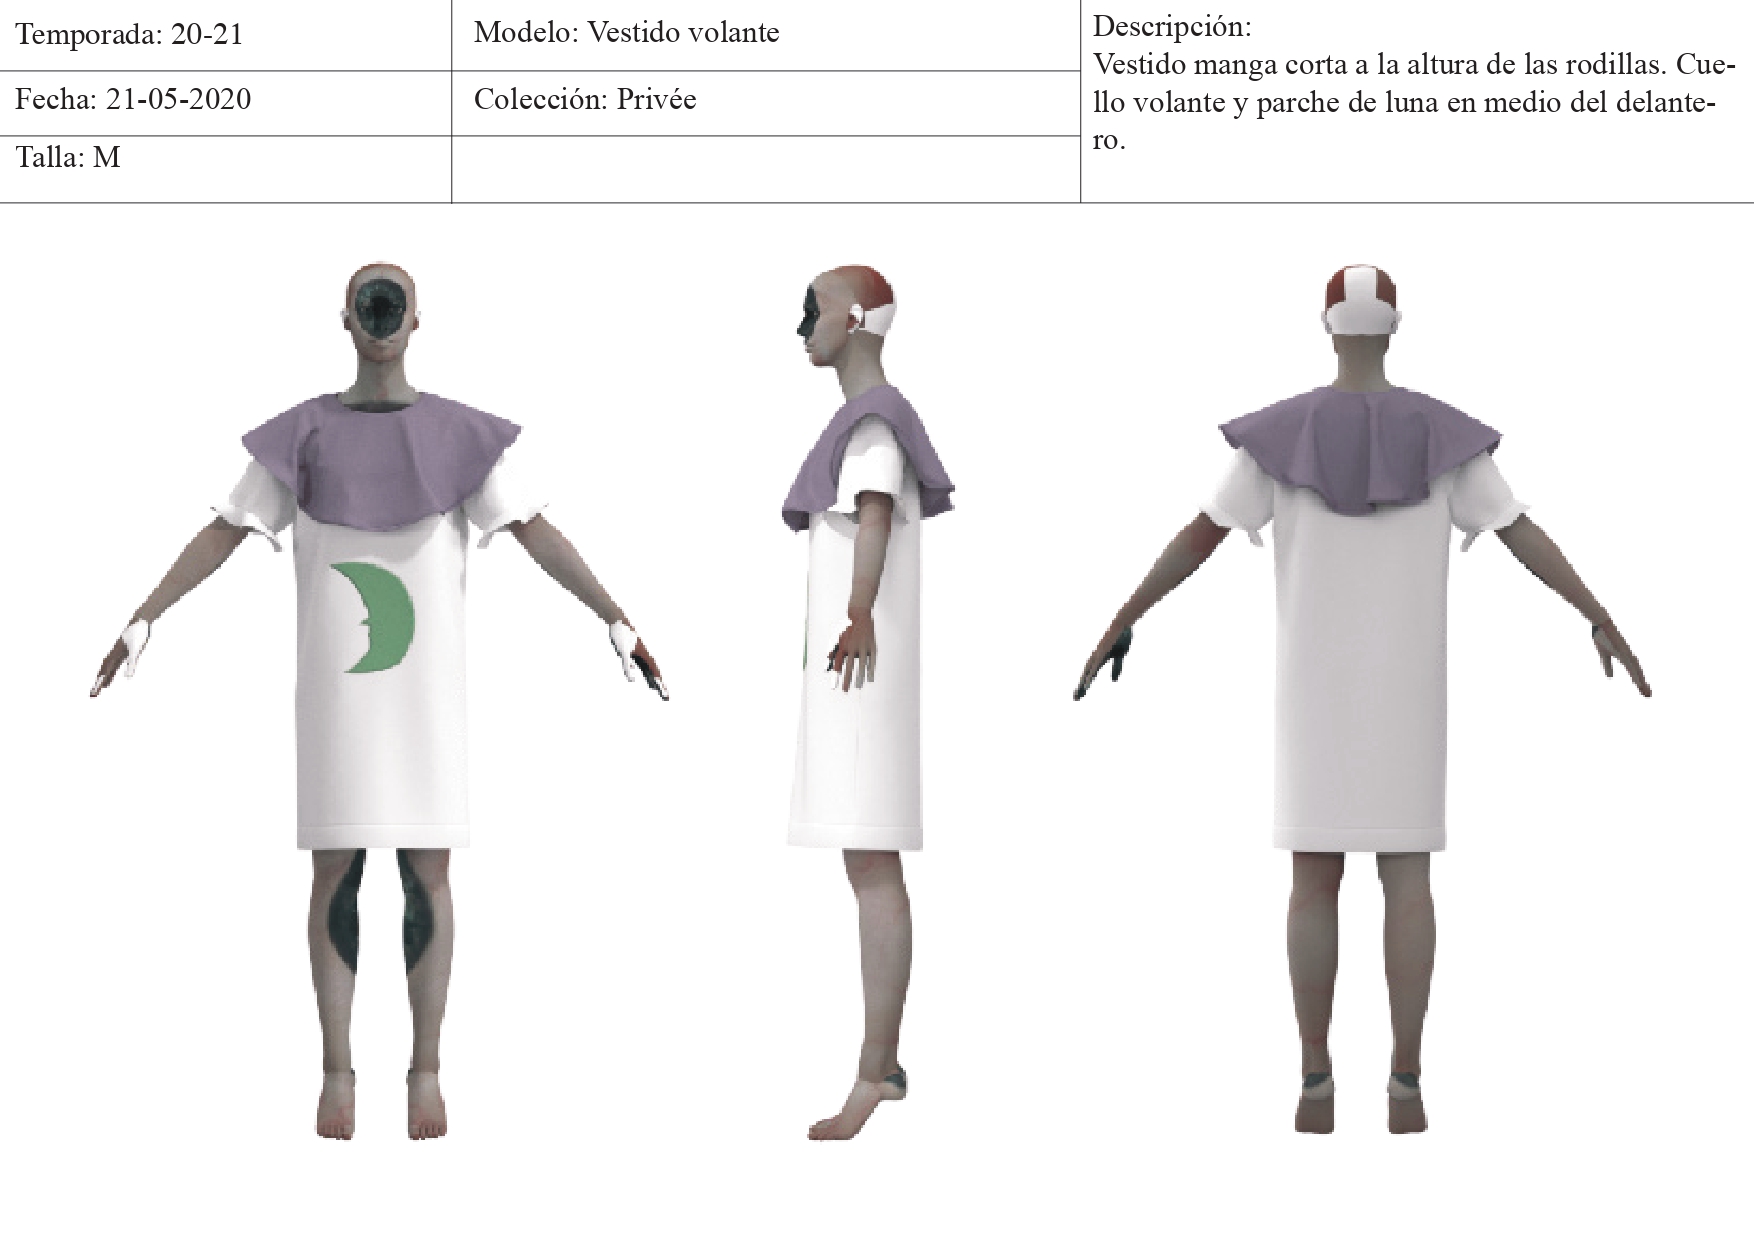 Temporada: 20-21
Modelo: Vestido volante
Descripción:
Vestido manga corta a la altura de las rodillas. Cue-
llo volante y parche de luna en medio del delante-
ro.
Fecha: 21-05-2020
Colección: Privée
Talla: M